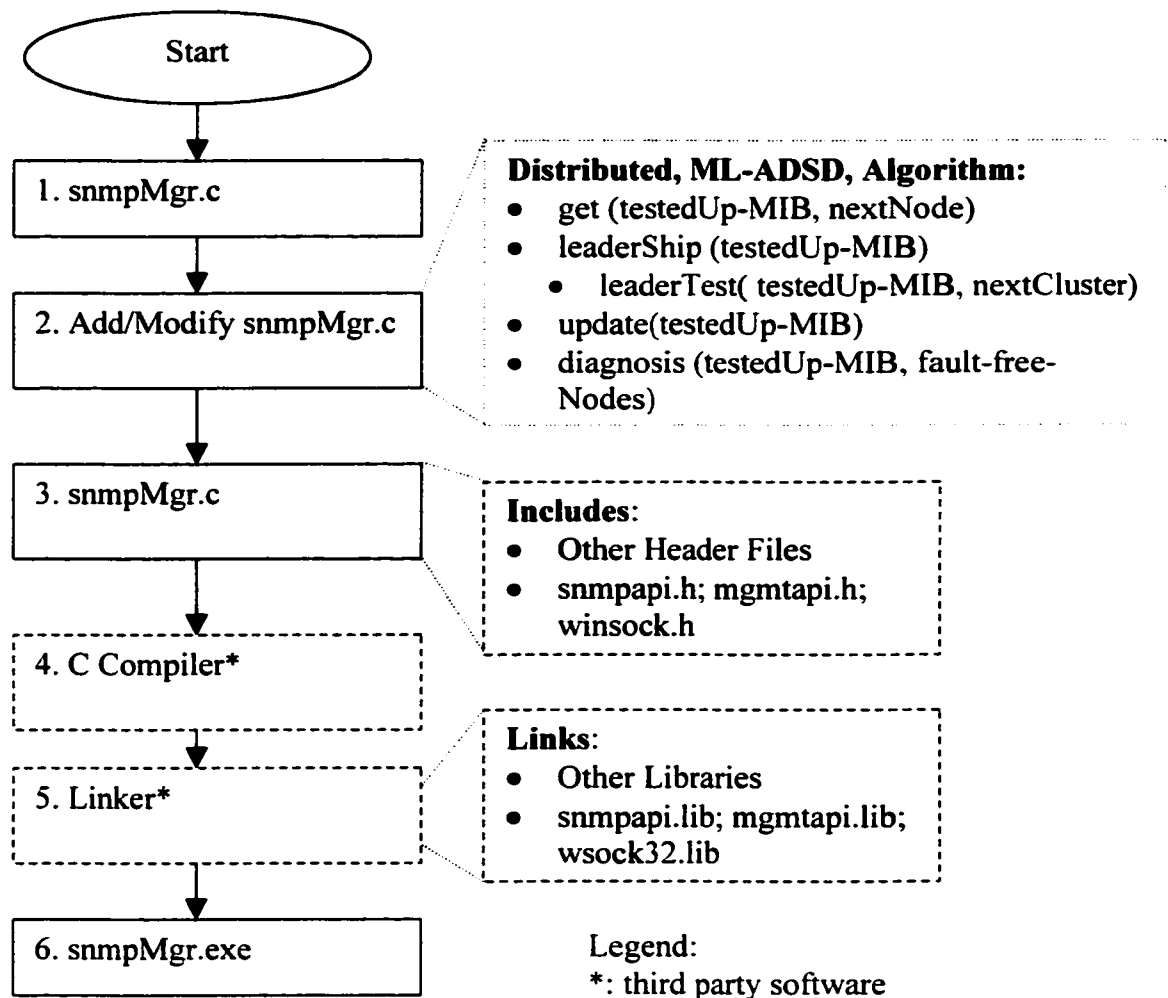 Start
1. snmpMgr.c
2. Add/Modify snmpMgr.c
Distributed, ML-ADSD, Algorithm:
• get (testedUp-MIB, nextNode)
• leaderShip (testedUp-MIB)
• leaderTest( testedUp-MIB, nextCluster)
• update(testedUp-MIB)
• diagnosis (testedUp-MIB, fault-free-
Nodes)
3. snmpMgr.c
Includes:
• Other Header Files
• snmpapi.h; mgmtapi.h;
winsock.h
4. C Compiler*
5. Linker*
Links:
• Other Libraries
• snmpapi.lib; mgmtapi.lib;
wsock32.lib
6. snmpMgr.exe
Legend:
*: third party software